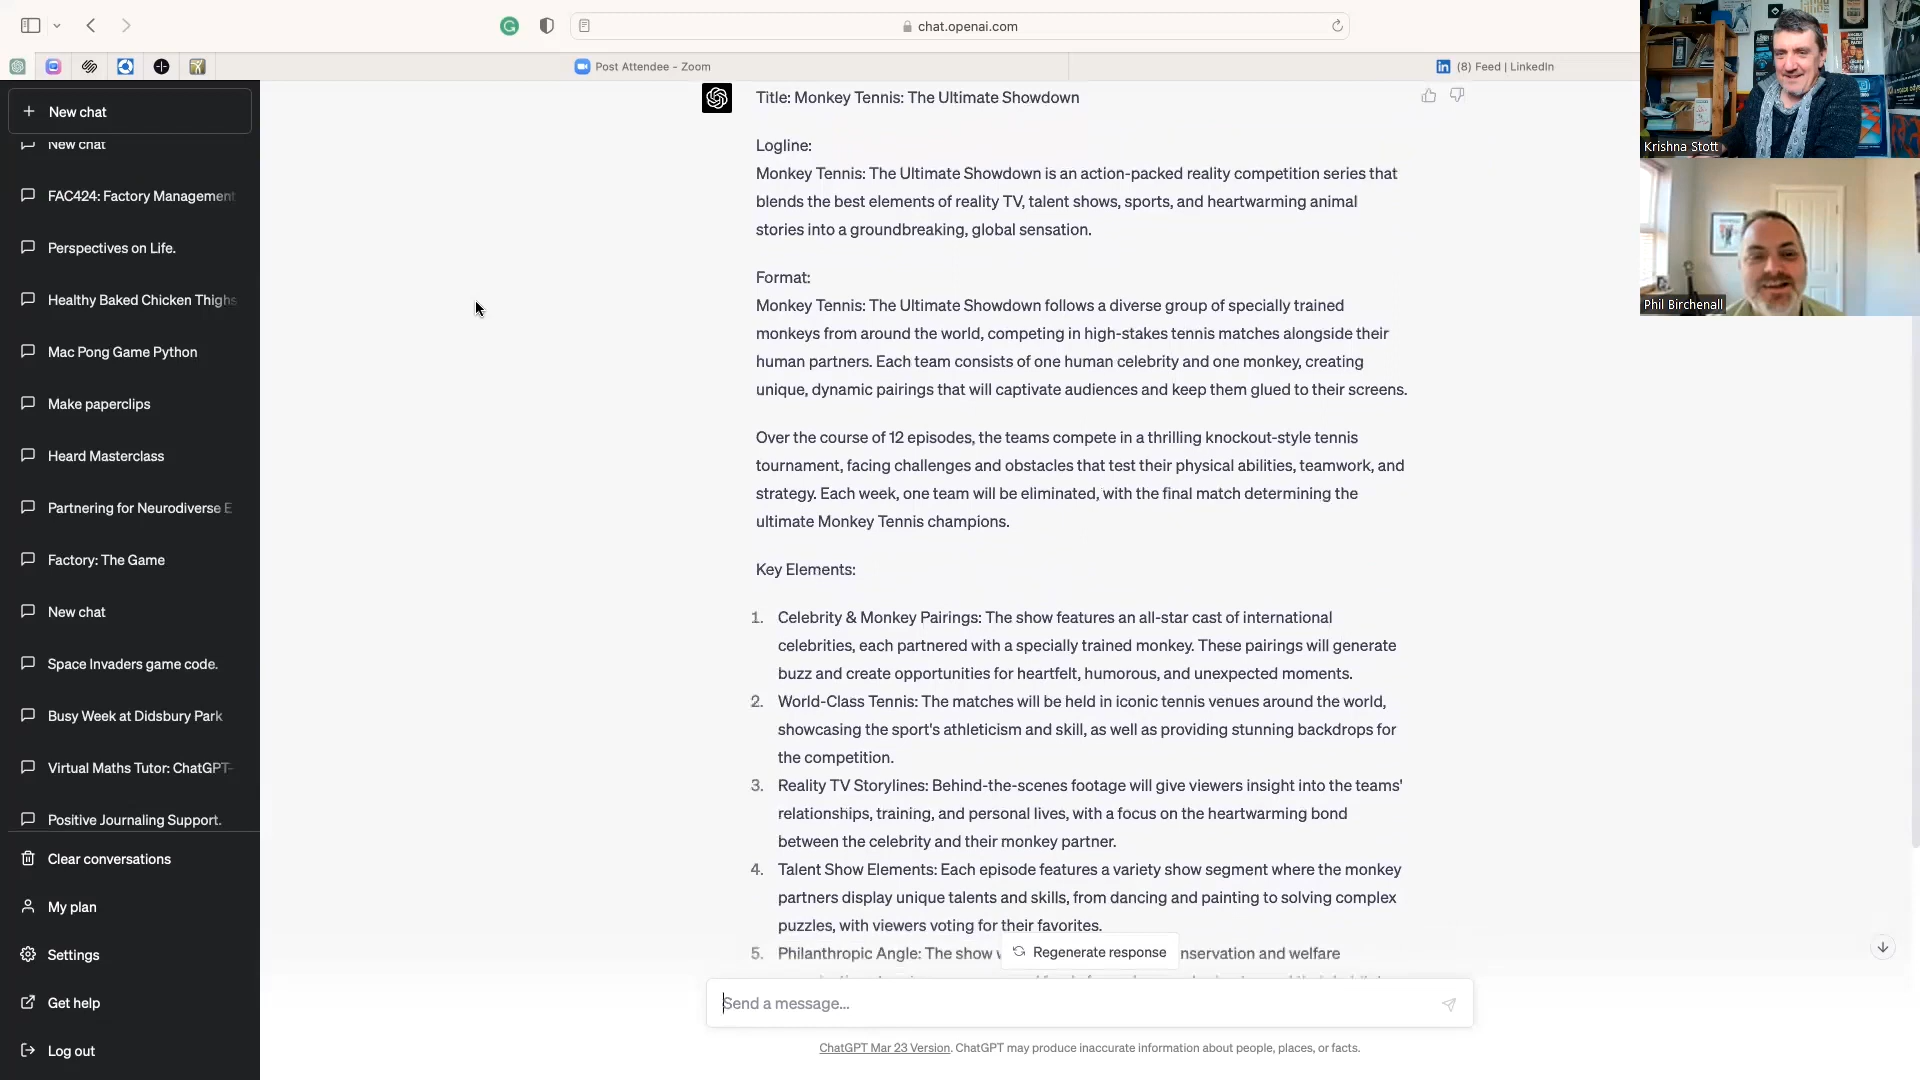 chat.openai.com
Post Attendee - Zoom
(8) Feed | LinkedIn
New chat
New chat
FAC424: Factory Management
Perspectives on Life.
Healthy Baked Chicken Thighs
Mac Pong Game Python
Make paperclips
Heard Masterclass
Partnering for Neurodiverse E
Factory: The Game
New chat
Space Invaders game code.
Busy Week at Didsbury Park
Virtual Maths Tutor: ChatGPT-
Positive Journaling Support.
Clear conversations
My plan
Settings
Get help
Log out
Title: Monkey Tennis: The Ultimate Showdown
Logline:
Monkey Tennis: The Ultimate Showdown is an action-packed reality competition series that
blends the best elements of reality TV, talent shows, sports, and heartwarming animal
stories into a groundbreaking, global sensation.
Format:
Monkey Tennis: The Ultimate Showdown follows a diverse group of specially trained
monkeys from around the world, competing in high-stakes tennis matches alongside their
human partners. Each team consists of one human celebrity and one monkey, creating
unique, dynamic pairings that will captivate audiences and keep them glued to their screens.
Over the course of 12 episodes, the teams compete in a thrilling knockout-style tennis
tournament, facing challenges and obstacles that test their physical abilities, teamwork, and
strategy. Each week, one team will be eliminated, with the final match determining the
ultimate Monkey Tennis champions.
Key Elements:
1. Celebrity & Monkey Pairings: The show features an all-star cast of international
celebrities, each partnered with a specially trained monkey. These pairings will generate
buzz and create opportunities for heartfelt, humorous, and unexpected moments.
2. World-Class Tennis: The matches will be held in iconic tennis venues around the world,
showcasing the sport's athleticism and skill, as well as providing stunning backdrops for
the competition.
3. Reality TV Storylines: Behind-the-scenes footage will give viewers insight into the teams'
relationships, training, and personal lives, with a focus on the heartwarming bond
between the celebrity and their monkey partner.
4. Talent Show Elements: Each episode features a variety show segment where the monkey
partners display unique talents and skills, from dancing and painting to solving complex
puzzles, with viewers voting for their favorites.
5. Philanthropic Angle: The show w nservation and welfare
Regenerate response
Send a message...
ChatGPT Mar 23 Version. ChatGPT may produce inaccurate information about people, places, or facts.
Krishna Stott
Phil Birchenall